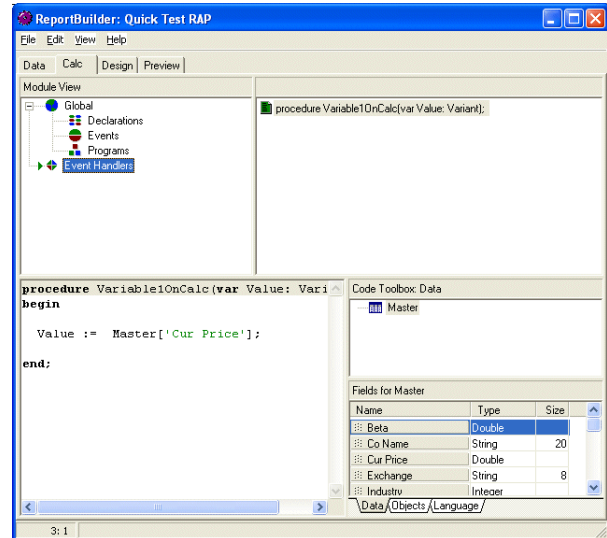 ReportBuilder: Quick Test RAP
File Edit View Help
Data Calc Design Preview
Module View
Global
Declarations
Events
Programs
Event Handlers
procedure Variable1OnCalc(var Value: Variant);
procedure Variable1OnCalc(var Value: Vari
begin
Value := Master['Cur Price'];
end;
Code Toolbox: Data
Master
Fields for Master
Name Type Size
Beta Double
Co Name String 20
Cur Price Double
Exchange String 8
Industry Integer
Data Objects Language
3: 1